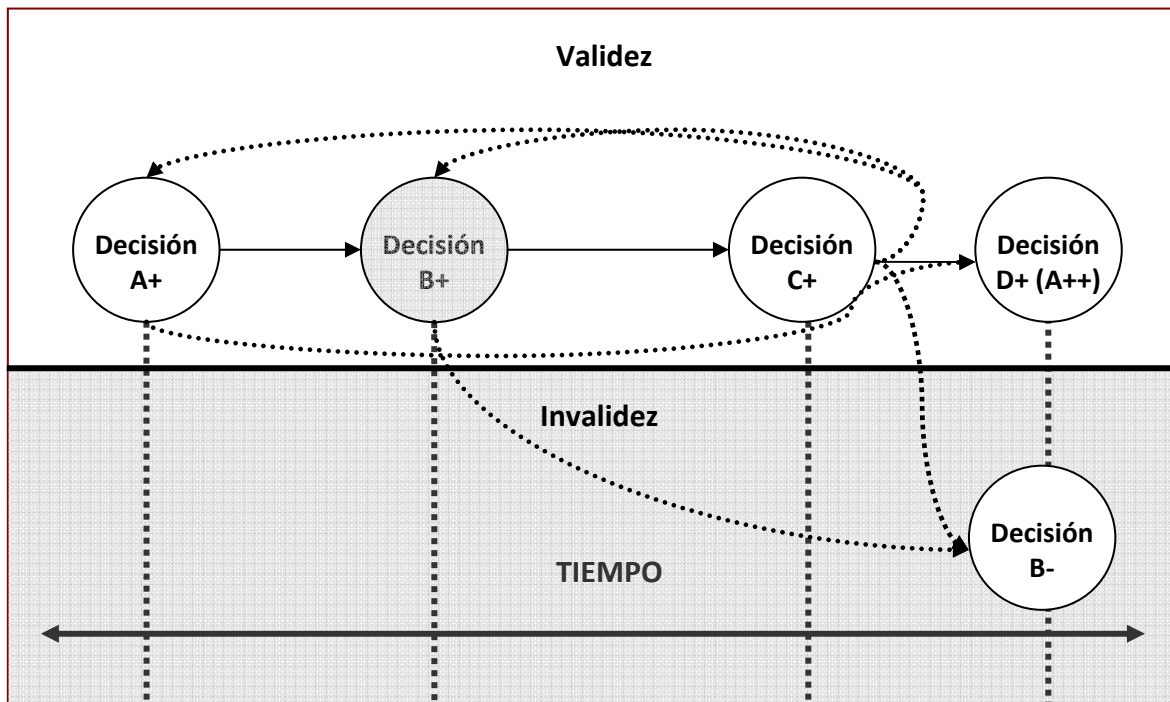 Validez
Decisión
A+
Decisión
B+
Decisión
C+
Decisión
D+ (A++)
Invalidez
Decisión
B-
TIEMPO